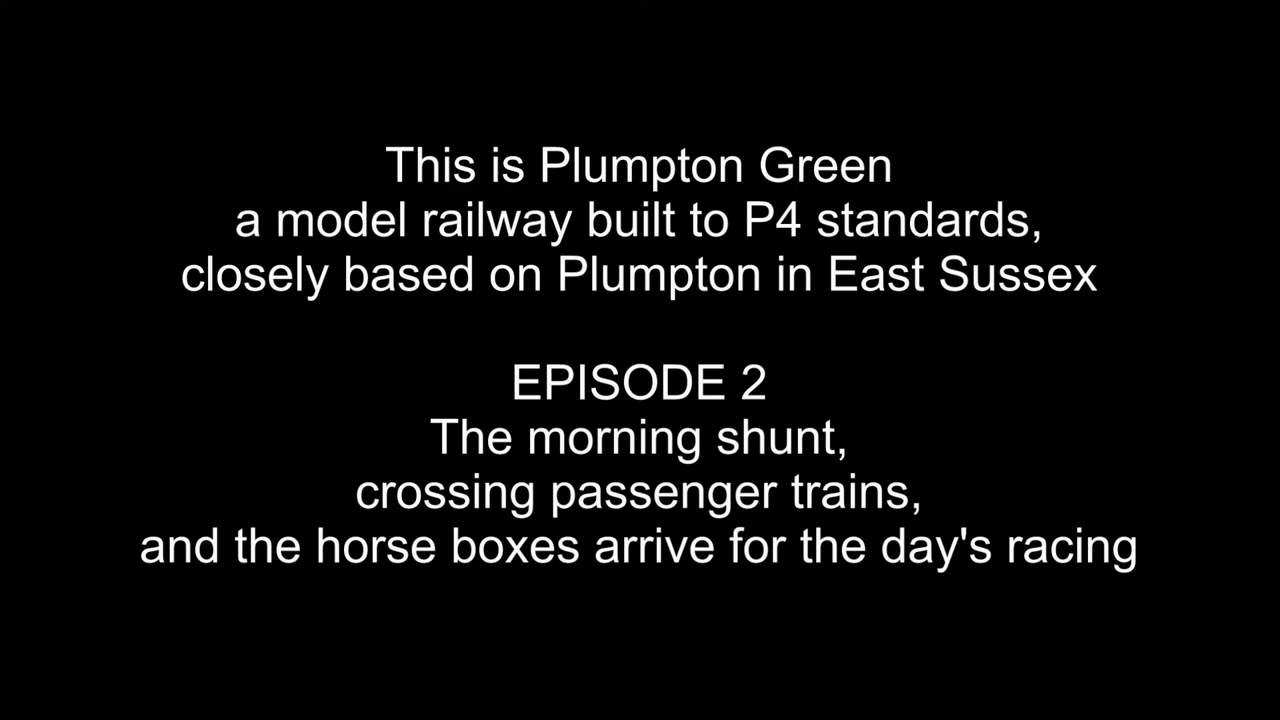 This is Plumpton Green
a model railway built to P4 standards,
closely based on Plumpton in East Sussex
EPISODE 2
The morning shunt,
crossing passenger trains,
and the horse boxes arrive for the day's racing